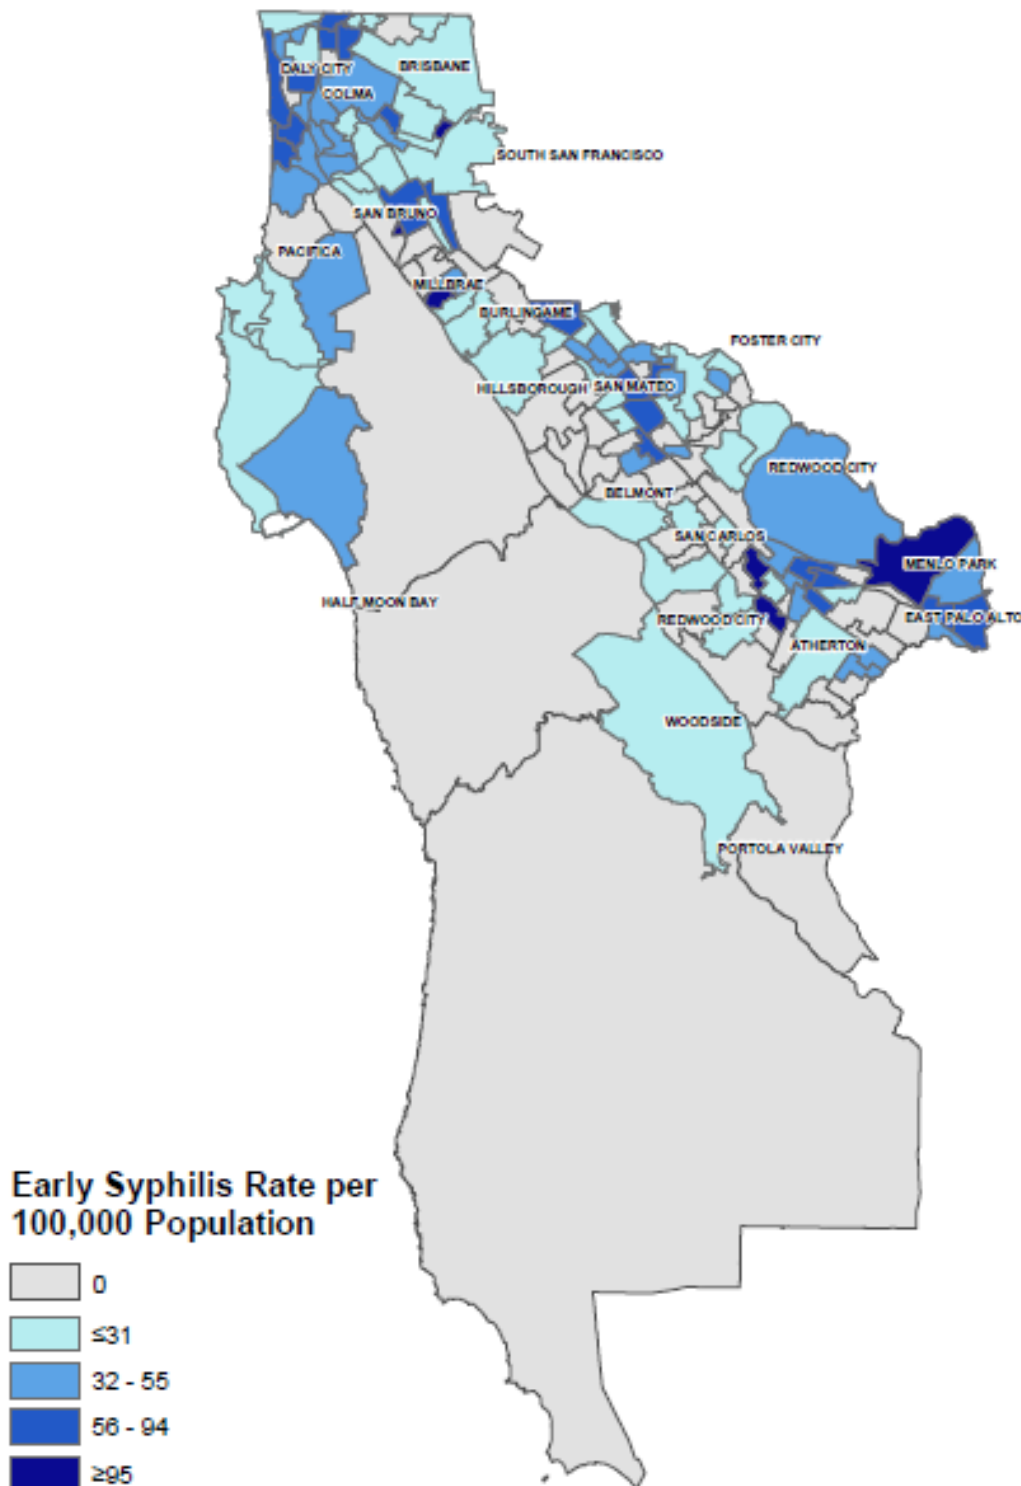 DALY CITY
BRISBANE
COLMA
SOUTH SAN FRANCISCO
SAN BRUNO
PACIFICA
MILLBRAE
BURLINGAME
FOSTER CITY
HILLSBOROUGH
SAN MATEO
REDWOOD CITY
BELMONT
SAN CARLOS
MENLO PARK
HALF MOON BAY
EAST PALO ALTO
REDWOOD CITY
ATHERTON
WOODSIDE
PORTOLA VALLEY
Early Syphilis Rate per
100,000 Population
0
≤31
32 - 55
56 - 94
≥95